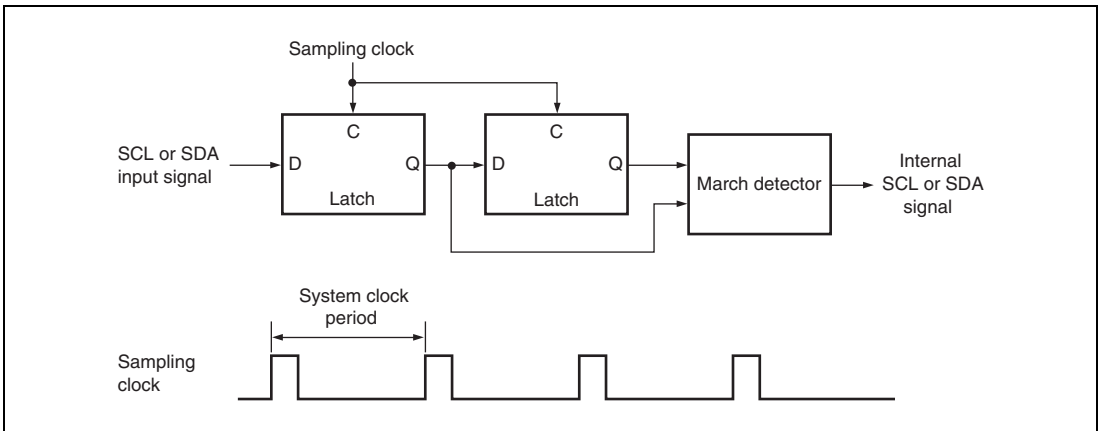 Sampling clock
C
C
SCL or SDA
input signal
D
Q
D
Q
Latch
Latch
March detector
Internal
SCL or SDA
signal
System clock
period
Sampling
clock